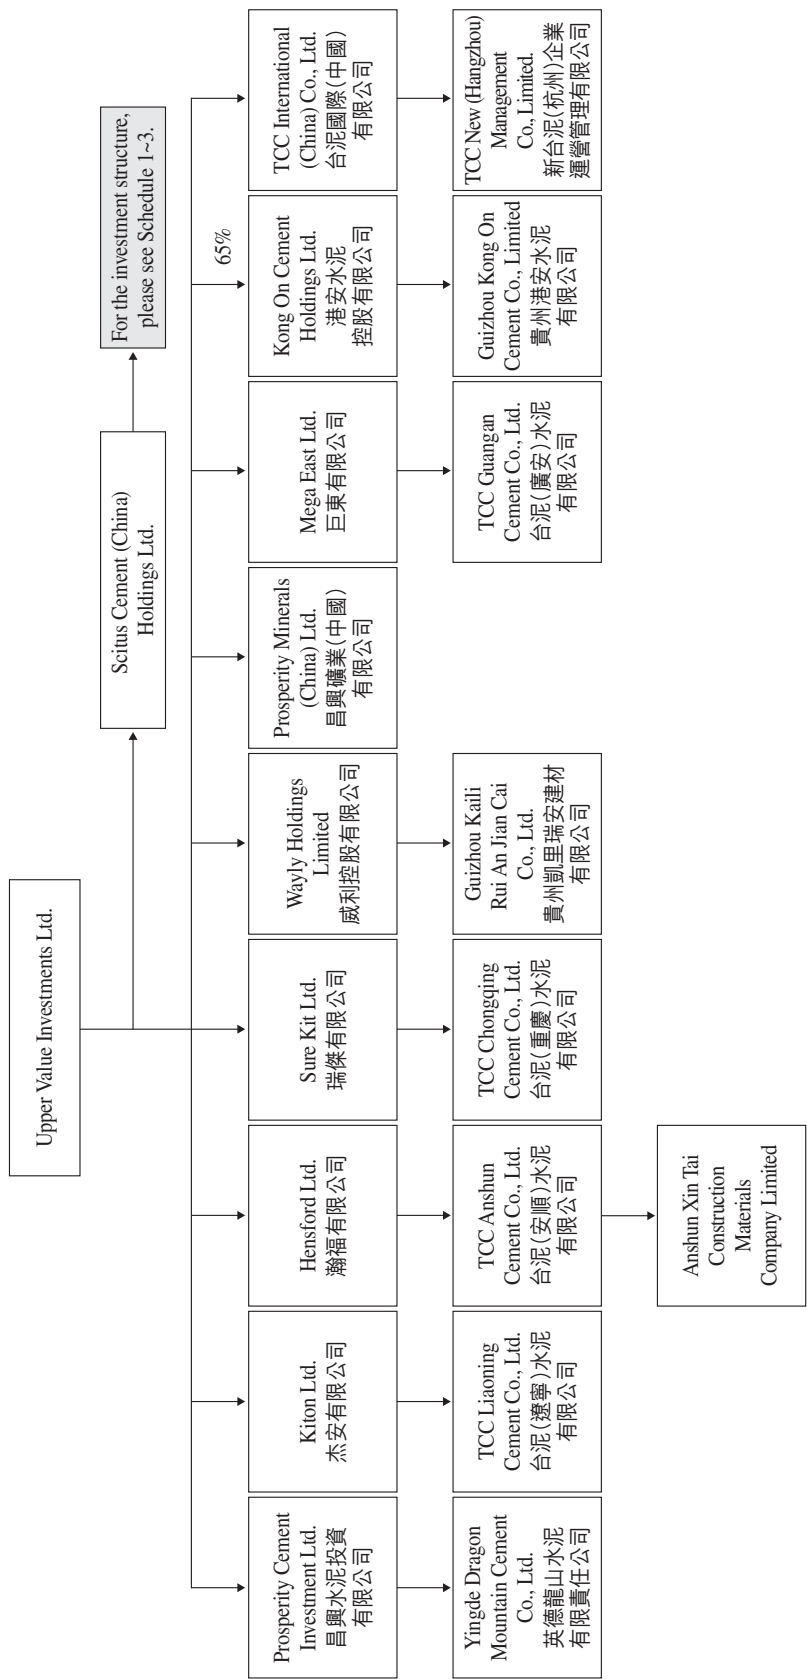 Upper Value Investments Ltd.
Scitus Cement (China)
Holdings Ltd.
For the investment structure,
please see Schedule 1~3.
65%
Prosperity Cement
Investment Ltd.
昌興水泥投資
有限公司
Kiton Ltd.
杰安有限公司
Hensford Ltd.
瀚福有限公司
Sure Kit Ltd.
瑞傑有限公司
Wayly Holdings
Limited
威利控股有限公司
Prosperity Minerals
(China) Ltd.
昌興礦業(中國)
有限公司
Mega East Ltd.
巨東有限公司
Kong On Cement
Holdings Ltd.
港安水泥
控股有限公司
TCC International
(China) Co., Ltd.
台泥國際(中國)
有限公司
Yingde Dragon
Mountain Cement
Co., Ltd.
英德龍山水泥
有限責任公司
TCC Liaoning
Cement Co., Ltd.
台泥(遼寧)水泥
有限公司
TCC Anshun
Cement Co., Ltd.
台泥(安順)水泥
有限公司
TCC Chongqing
Cement Co., Ltd.
台泥(重慶)水泥
有限公司
Guizhou Kaili
Rui An Jian Cai
Co., Ltd.
貴州凱里瑞安建材
有限公司
TCC Guangan
Cement Co., Ltd.
台泥(廣安)水泥
有限公司
Guizhou Kong On
Cement Co., Limited
貴州港安水泥
有限公司
TCC New (Hangzhou)
Management
Co., Limited.
新台泥(杭州)企業
運營管理有限公司
Anshun Xin Tai
Construction
Materials
Company Limited